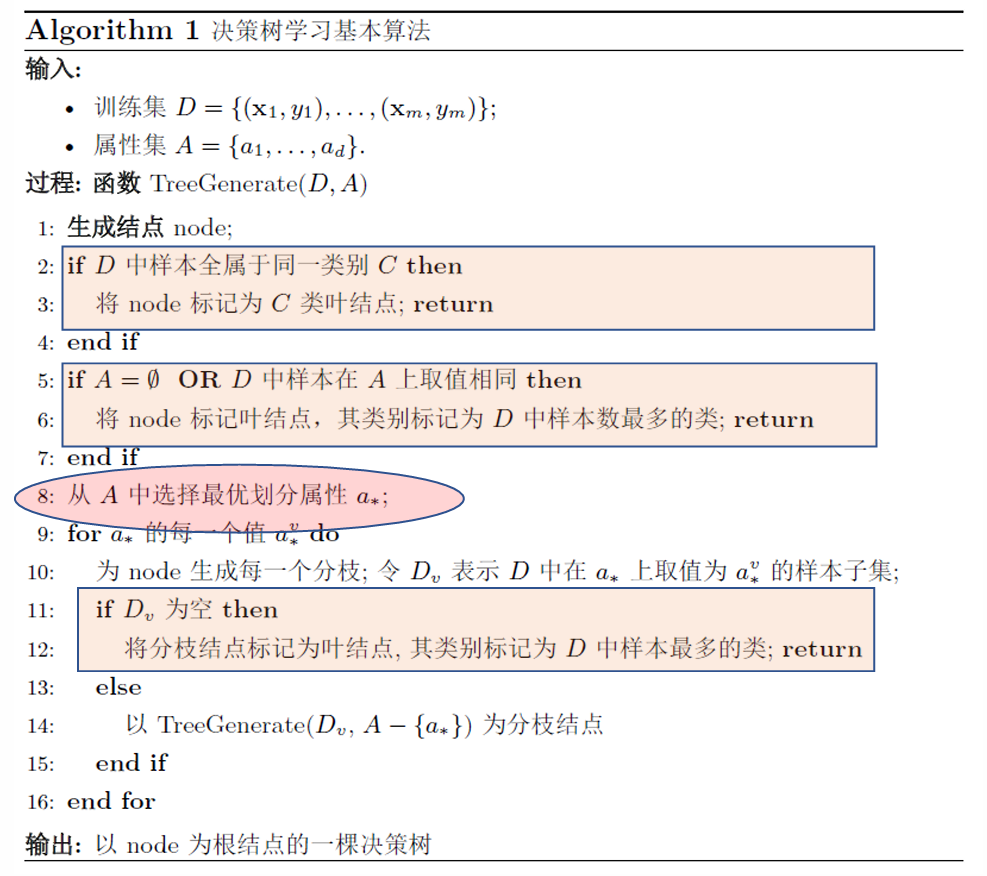 Algorithm 1 决策树学习基本算法
输入:
• 训练集 D = {(x₁, y₁), . . . , (xₘ, yₘ)};
• 属性集 A = {a₁, . . . , a_d}.
过程: 函数 TreeGenerate(D, A)
1: 生成结点 node;
2: if D 中样本全属于同一类别 C then
3: 将 node 标记为 C 类叶结点; return
4: end if
5: if A = ∅ OR D 中样本在 A 上取值相同 then
6: 将 node 标记叶结点，其类别标记为 D 中样本数最多的类; return
7: end if
8: 从 A 中选择最优划分属性 a_*;
9: for a_* 的每一个值 a_*^v do
10: 为 node 生成每一个分枝; 令 D_v 表示 D 中在 a_* 上取值为 a_*^v 的样本子集;
11: if D_v 为空 then
12: 将分枝结点标记为叶结点, 其类别标记为 D 中样本最多的类; return
13: else
14: 以 TreeGenerate(D_v, A − {a_*}) 为分枝结点
15: end if
16: end for
输出: 以 node 为根结点的一棵决策树